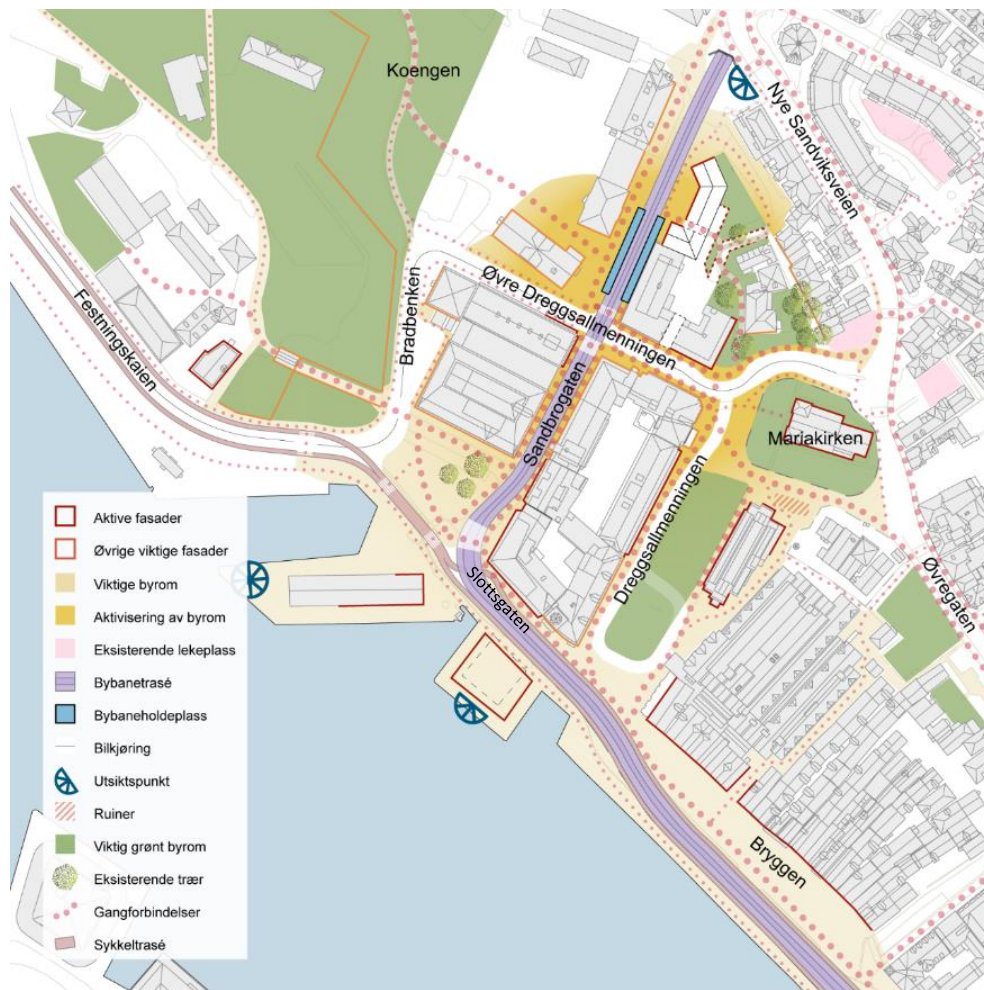 Koengen
Nye Sandviksveien
Øvre Dreggsallmenningen
Bradbenken
Festningskaien
Sandbrogaten
Mariakirken
Dreggsallmenningen
Slottsgaten
Øvregaten
Bryggen
Aktive fasader
Øvrige viktige fasader
Viktige byrom
Aktivisering av byrom
Eksisterende lekeplass
Bybanetrasé
Bybaneholdeplass
Bilkjøring
Utsiktspunkt
Ruiner
Viktig grønt byrom
Eksisterende trær
Gangforbindelser
Sykkeltrasé